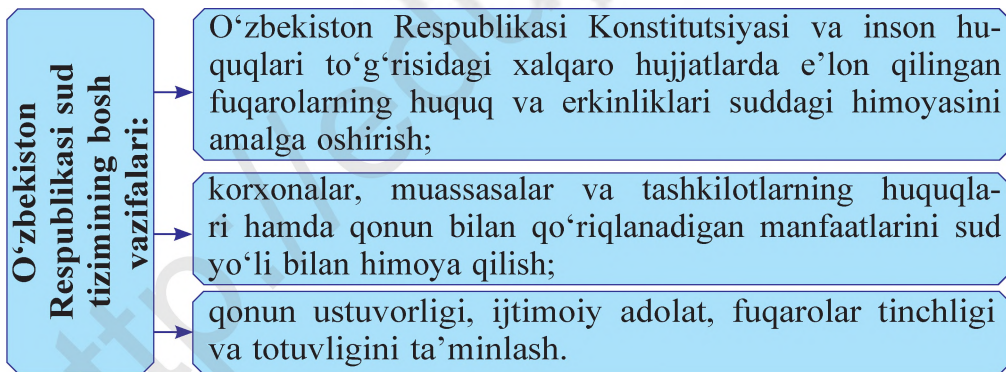 O‘zbekiston
Respublikasi sud
tizimining bosh
vazifalari:
O‘zbekiston Respublikasi Konstitutsiyasi va inson hu-
quqlari to‘g‘risidagi xalqaro hujjatlarda e’lon qilingan
fuqarolarning huquq va erkinliklari suddagi himoyasini
amalga oshirish;
korxonalar, muassasalar va tashkilotlarning huquqla-
ri hamda qonun bilan qo‘riqlanadigan manfaatlarini sud
yo‘li bilan himoya qilish;
qonun ustuvorligi, ijtimoiy adolat, fuqarolar tinchligi
va totuvligini ta’minlash.